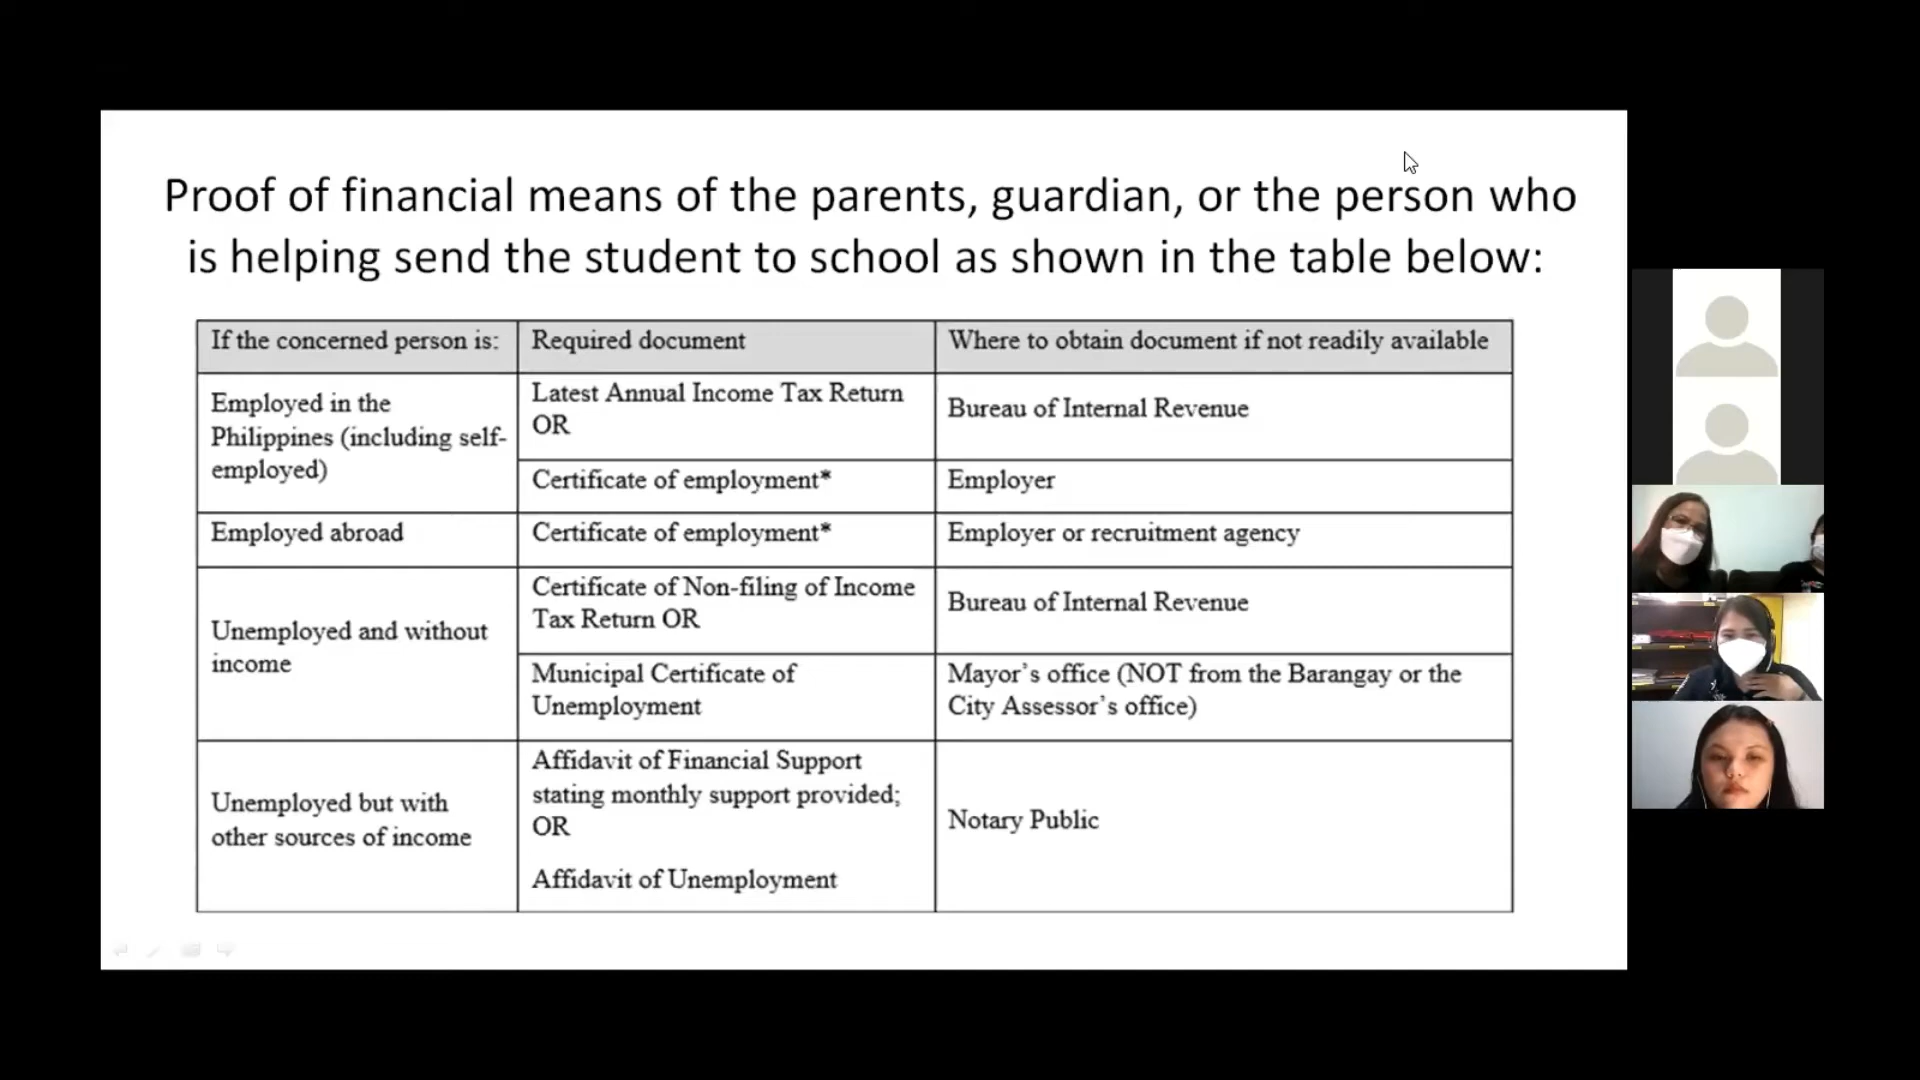 Proof of financial means of the parents, guardian, or the person who
is helping send the student to school as shown in the table below:
If the concerned person is:
Required document
Where to obtain document if not readily available
Employed in the
Philippines (including self-
employed)
Latest Annual Income Tax Return
OR
Bureau of Internal Revenue
Certificate of employment*
Employer
Employed abroad
Certificate of employment*
Employer or recruitment agency
Unemployed and without
income
Certificate of Non-filing of Income
Tax Return OR
Bureau of Internal Revenue
Municipal Certificate of
Unemployment
Mayor's office (NOT from the Barangay or the
City Assessor's office)
Unemployed but with
other sources of income
Affidavit of Financial Support
stating monthly support provided;
OR
Affidavit of Unemployment
Notary Public